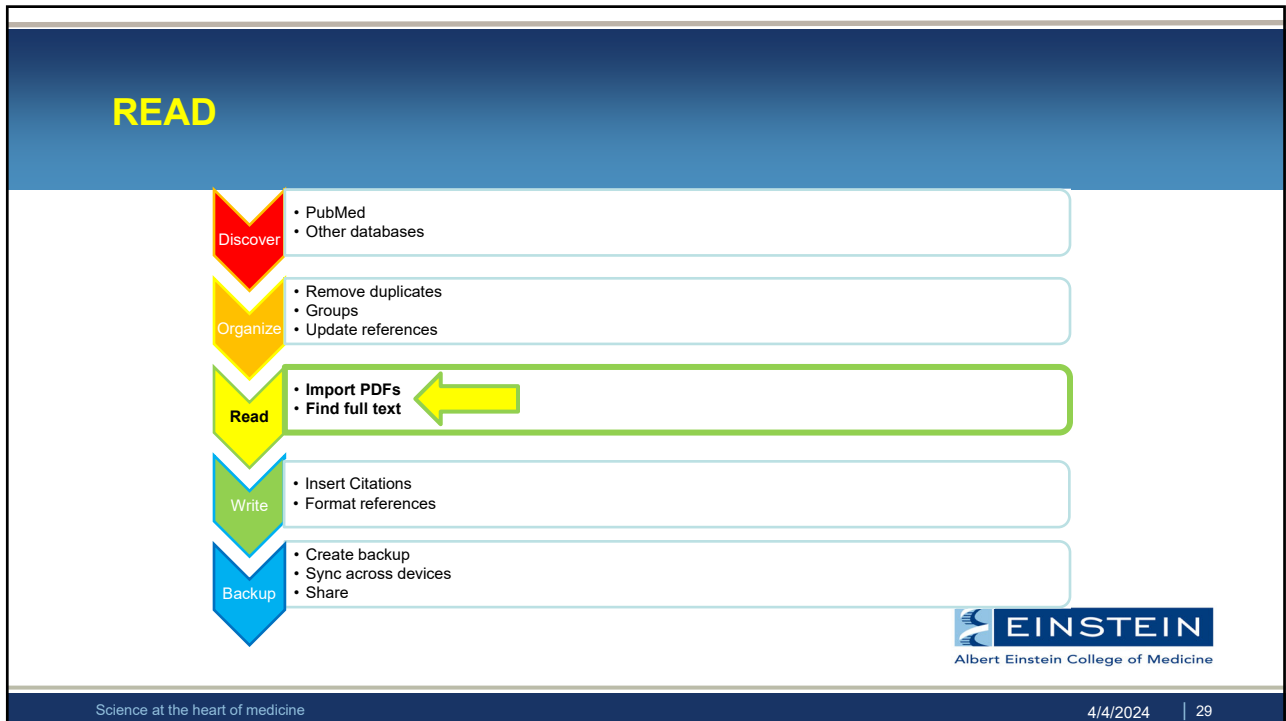 READ
Discover
• PubMed
• Other databases
Organize
• Remove duplicates
• Groups
• Update references
Read
• Import PDFs
• Find full text
Write
• Insert Citations
• Format references
Backup
• Create backup
• Sync across devices
• Share
EINSTEIN
Albert Einstein College of Medicine
Science at the heart of medicine
4/4/2024 | 29